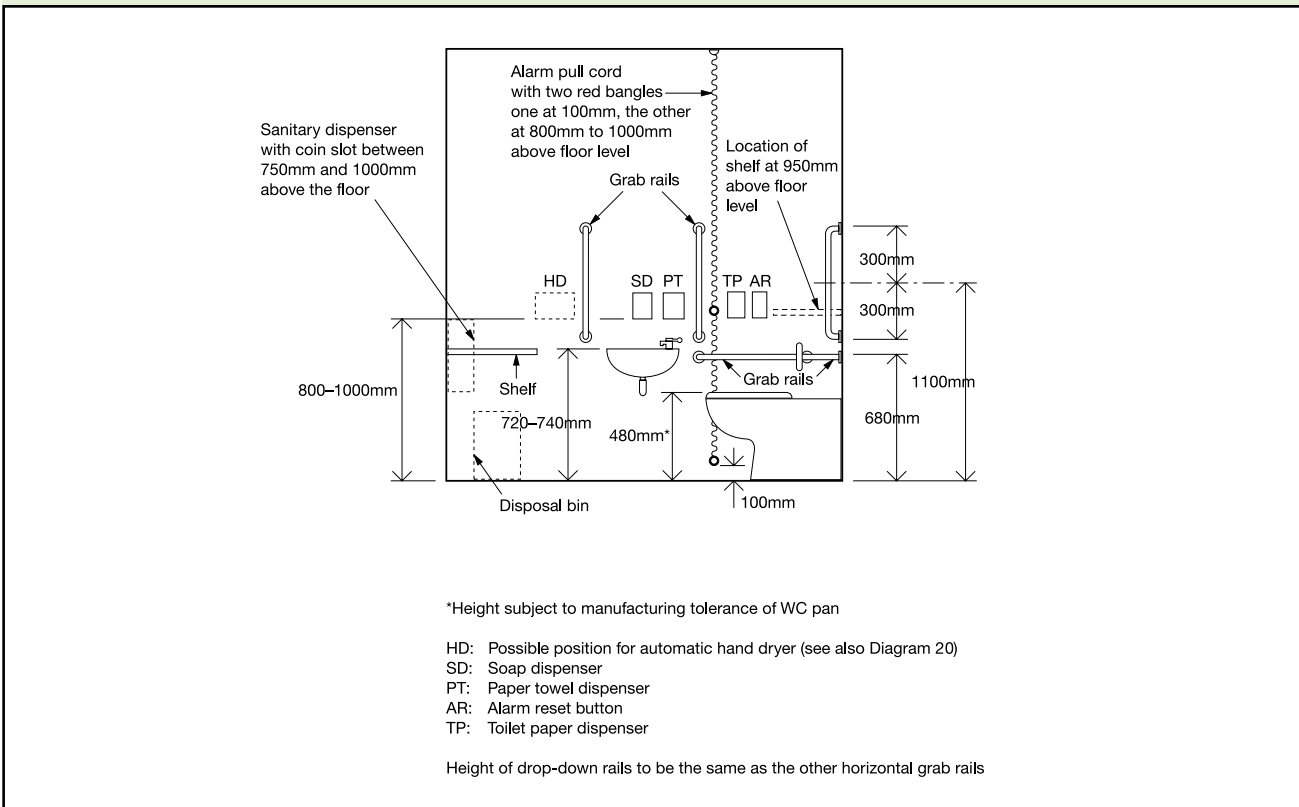 Alarm pull cord
with two red bangles
one at 100mm, the other
at 800mm to 1000mm
above floor level
Sanitary dispenser
with coin slot between
750mm and 1000mm
above the floor
Location of
shelf at 950mm
above floor
level
Grab rails
HD
SD
PT
TP
AR
300mm
300mm
800–1000mm
Shelf
720–740mm
480mm*
Grab rails
680mm
1100mm
Disposal bin
100mm
*Height subject to manufacturing tolerance of WC pan
HD: Possible position for automatic hand dryer (see also Diagram 20)
SD: Soap dispenser
PT: Paper towel dispenser
AR: Alarm reset button
TP: Toilet paper dispenser
Height of drop-down rails to be the same as the other horizontal grab rails